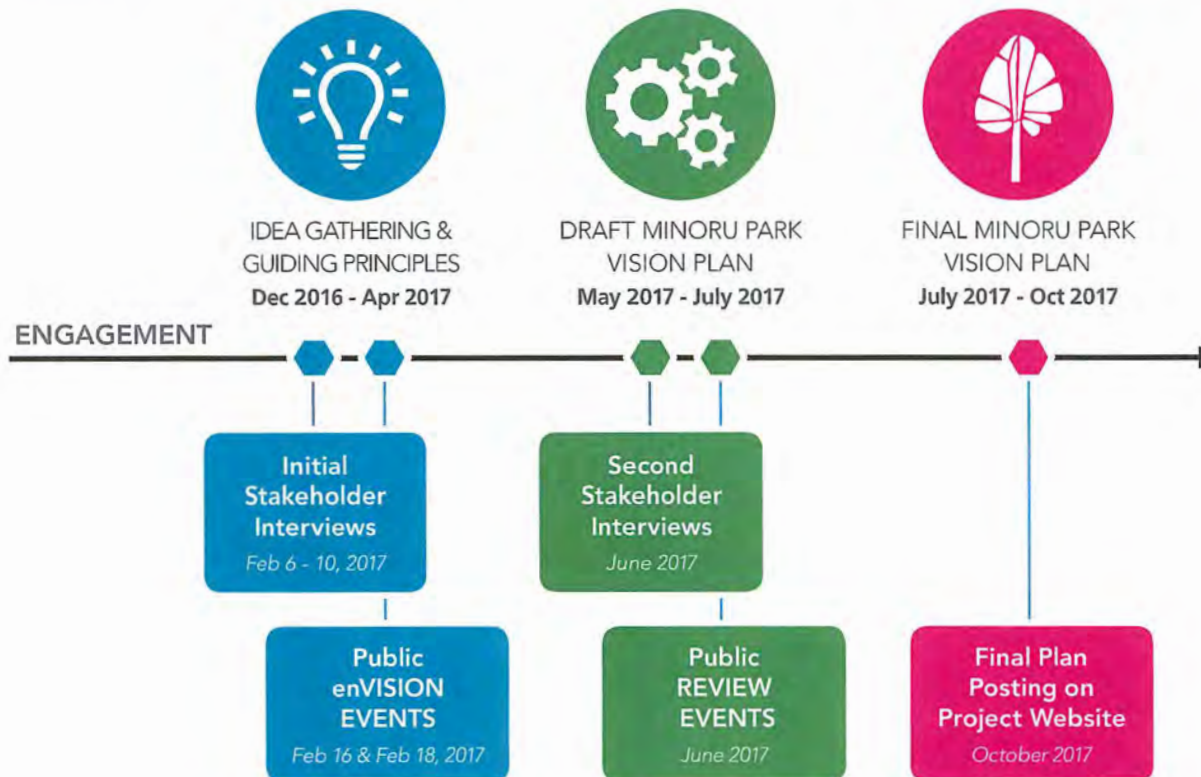 IDEA GATHERING &
GUIDING PRINCIPLES
Dec 2016 - Apr 2017
DRAFT MINORU PARK
VISION PLAN
May 2017 - July 2017
FINAL MINORU PARK
VISION PLAN
July 2017 - Oct 2017
ENGAGEMENT
Initial
Stakeholder
Interviews
Feb 6 - 10, 2017
Second
Stakeholder
Interviews
June 2017
Public
enVISION
EVENTS
Feb 16 & Feb 18, 2017
Public
REVIEW
EVENTS
June 2017
Final Plan
Posting on
Project Website
October 2017